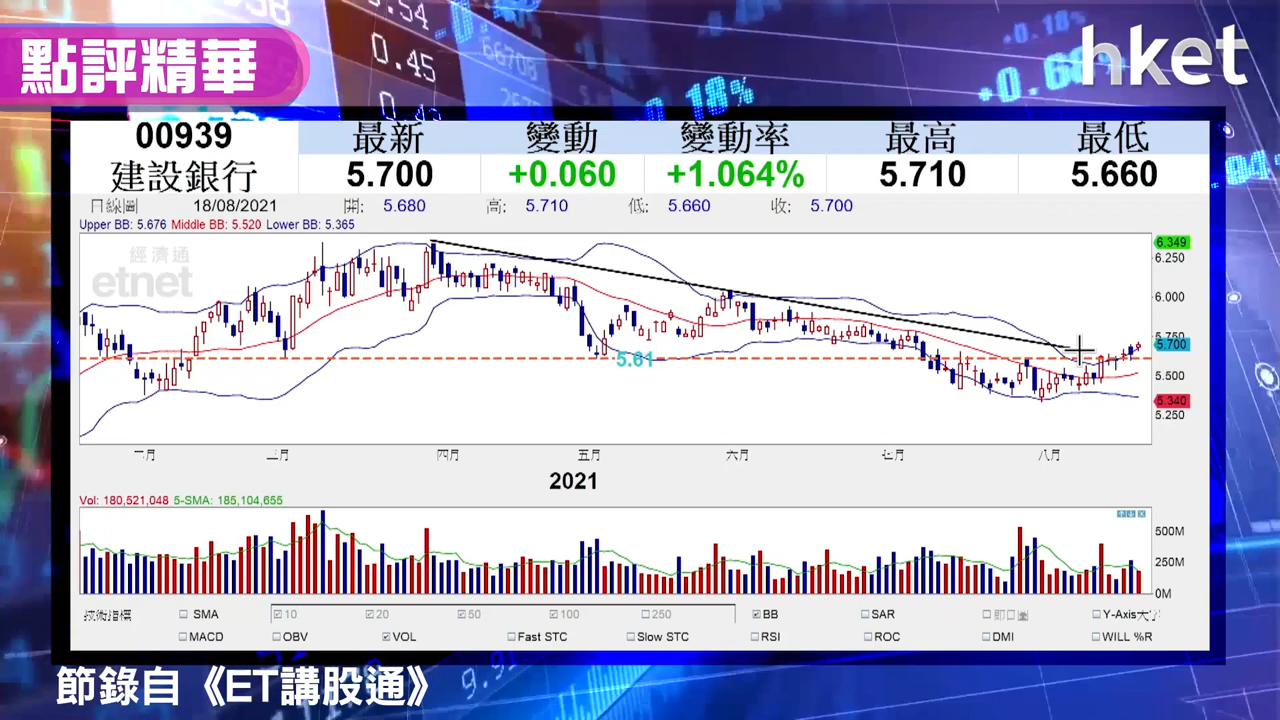 點評精華
hket
00939
建設銀行
最新 變動 變動率 最高 最低
5.700 +0.060 +1.064% 5.710 5.660
日線圖 18/08/2021 開: 5.680 高: 5.710 低: 5.660 收: 5.700
Upper BB: 5.676 Middle BB: 5.520 Lower BB: 5.365
經濟通
etnet
6.349
6.250
6.000
5.750
5.700
5.61
5.500
5.340
5.250
二月 三月 四月 五月 六月 七月 八月
2021
Vol: 180,521,048 5-SMA: 185,104,655
500M
250M
0M
技術指標 SMA 10 20 50 100 250 BB SAR Y-Axis大字
MACD OBV VOL Fast STC Slow STC RSI ROC DMI WILL %R
節錄自《ET講股通》
0.45
0.18%